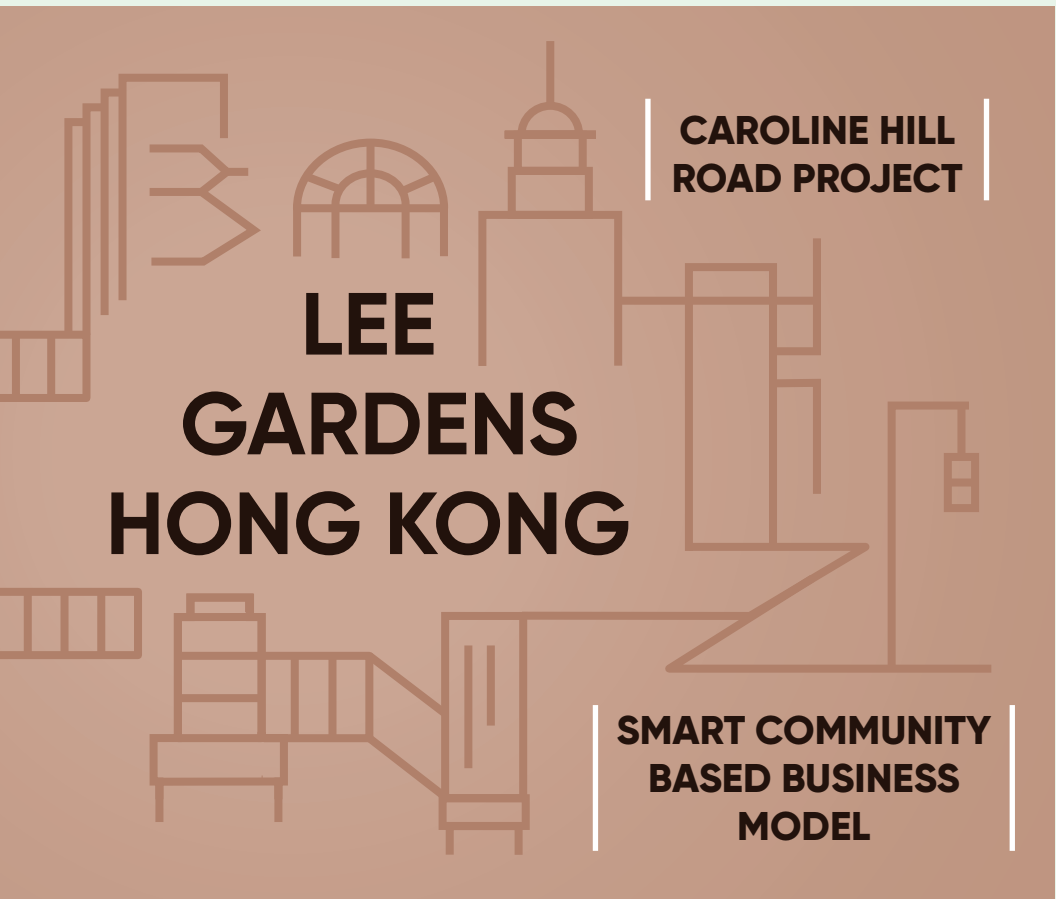 CAROLINE HILL
ROAD PROJECT
LEE
GARDENS
HONG KONG
SMART COMMUNITY
BASED BUSINESS
MODEL